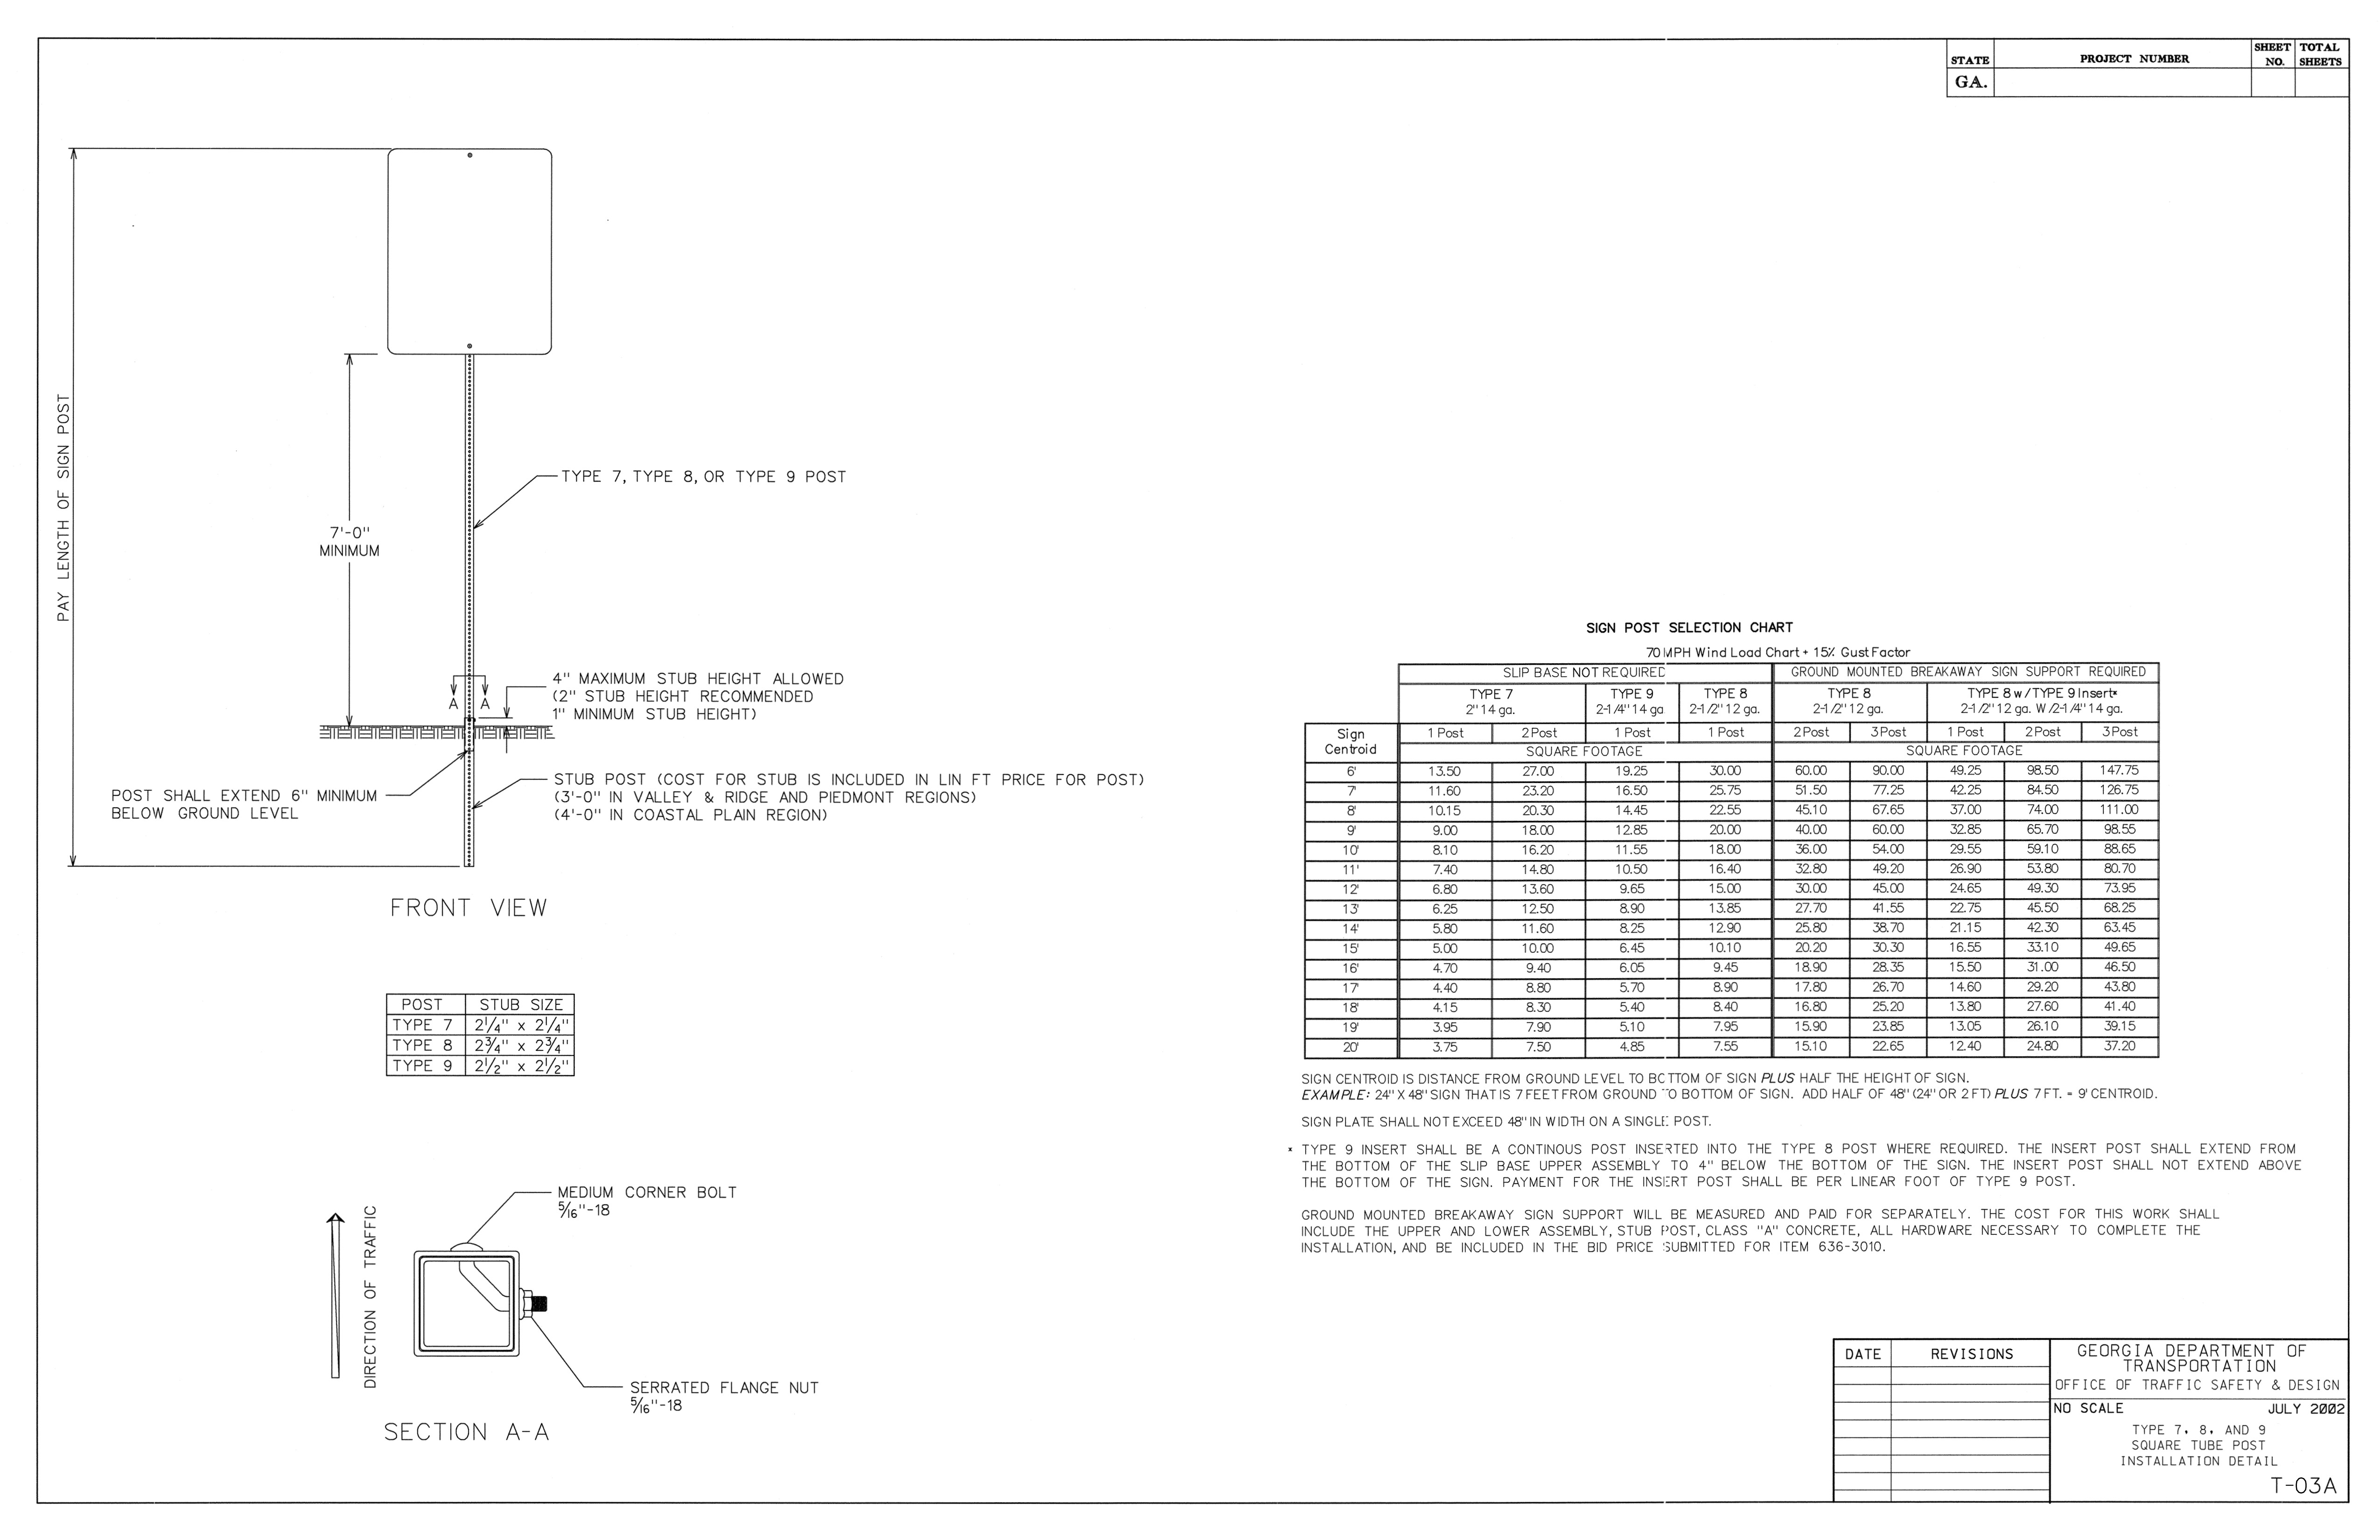 STATE PROJECT NUMBER SHEET NO. TOTAL SHEETS
GA.
PAY LENGTH OF SIGN POST
7'-0"
MINIMUM
TYPE 7, TYPE 8, OR TYPE 9 POST
4" MAXIMUM STUB HEIGHT ALLOWED
(2" STUB HEIGHT RECOMMENDED
1" MINIMUM STUB HEIGHT)
A A
STUB POST (COST FOR STUB IS INCLUDED IN LIN FT PRICE FOR POST)
(3'-0" IN VALLEY & RIDGE AND PIEDMONT REGIONS)
(4'-0" IN COASTAL PLAIN REGION)
POST SHALL EXTEND 6" MINIMUM
BELOW GROUND LEVEL
FRONT VIEW
POST STUB SIZE
TYPE 7 2 1/4" x 2 1/4"
TYPE 8 2 3/4" x 2 3/4"
TYPE 9 2 1/2" x 2 1/2"
DIRECTION OF TRAFFIC
MEDIUM CORNER BOLT
5/16"-18
SERRATED FLANGE NUT
5/16"-18
SECTION A-A
SIGN POST SELECTION CHART
70 MPH Wind Load Chart + 15% Gust Factor
SLIP BASE NOT REQUIRED GROUND MOUNTED BREAKAWAY SIGN SUPPORT REQUIRED
TYPE 7 TYPE 9 TYPE 8 TYPE 8 TYPE 8 w/TYPE 9 Insert*
2" 14 ga. 2-1/4" 14 ga 2-1/2" 12 ga. 2-1/2" 12 ga. 2-1/2" 12 ga. W/2-1/4" 14 ga.
Sign Centroid 1 Post 2 Post 1 Post 1 Post 2 Post 3 Post 1 Post 2 Post 3 Post
SQUARE FOOTAGE SQUARE FOOTAGE
6' 13.50 27.00 19.25 30.00 60.00 90.00 49.25 98.50 147.75
7' 11.60 23.20 16.50 25.75 51.50 77.25 42.25 84.50 126.75
8' 10.15 20.30 14.45 22.55 45.10 67.65 37.00 74.00 111.00
9' 9.00 18.00 12.85 20.00 40.00 60.00 32.85 65.70 98.55
10' 8.10 16.20 11.55 18.00 36.00 54.00 29.55 59.10 88.65
11' 7.40 14.80 10.50 16.40 32.80 49.20 26.90 53.80 80.70
12' 6.80 13.60 9.65 15.00 30.00 45.00 24.65 49.30 73.95
13' 6.25 12.50 8.90 13.85 27.70 41.55 22.75 45.50 68.25
14' 5.80 11.60 8.25 12.90 25.80 38.70 21.15 42.30 63.45
15' 5.00 10.00 6.45 10.10 20.20 30.30 16.55 33.10 49.65
16' 4.70 9.40 6.05 9.45 18.90 28.35 15.50 31.00 46.50
17' 4.40 8.80 5.70 8.90 17.80 26.70 14.60 29.20 43.80
18' 4.15 8.30 5.40 8.40 16.80 25.20 13.80 27.60 41.40
19' 3.95 7.90 5.10 7.95 15.90 23.85 13.05 26.10 39.15
20' 3.75 7.50 4.85 7.55 15.10 22.65 12.40 24.80 37.20
SIGN CENTROID IS DISTANCE FROM GROUND LEVEL TO BOTTOM OF SIGN PLUS HALF THE HEIGHT OF SIGN.
EXAMPLE: 24" X 48" SIGN THAT IS 7 FEET FROM GROUND TO BOTTOM OF SIGN. ADD HALF OF 48" (24" OR 2 FT) PLUS 7 FT. = 9' CENTROID.
SIGN PLATE SHALL NOT EXCEED 48" IN WIDTH ON A SINGLE POST.
* TYPE 9 INSERT SHALL BE A CONTINOUS POST INSERTED INTO THE TYPE 8 POST WHERE REQUIRED. THE INSERT POST SHALL EXTEND FROM
THE BOTTOM OF THE SLIP BASE UPPER ASSEMBLY TO 4" BELOW THE BOTTOM OF THE SIGN. THE INSERT POST SHALL NOT EXTEND ABOVE
THE BOTTOM OF THE SIGN. PAYMENT FOR THE INSERT POST SHALL BE PER LINEAR FOOT OF TYPE 9 POST.
GROUND MOUNTED BREAKAWAY SIGN SUPPORT WILL BE MEASURED AND PAID FOR SEPARATELY. THE COST FOR THIS WORK SHALL
INCLUDE THE UPPER AND LOWER ASSEMBLY, STUB POST, CLASS "A" CONCRETE, ALL HARDWARE NECESSARY TO COMPLETE THE
INSTALLATION, AND BE INCLUDED IN THE BID PRICE SUBMITTED FOR ITEM 636-3010.
DATE REVISIONS
GEORGIA DEPARTMENT OF
TRANSPORTATION
OFFICE OF TRAFFIC SAFETY & DESIGN
NO SCALE JULY 2002
TYPE 7, 8, AND 9
SQUARE TUBE POST
INSTALLATION DETAIL
T-03A